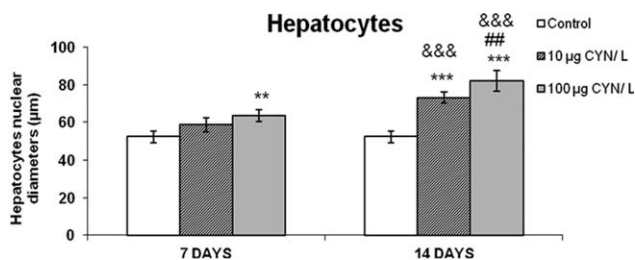 Hepatocytes
Hepatocytes nuclear
diameters (µm)
100
80
60
40
20
0
**
&&&
***
&&&
##
***
7 DAYS
14 DAYS
Control
10 µg CYN/ L
100 µg CYN/ L